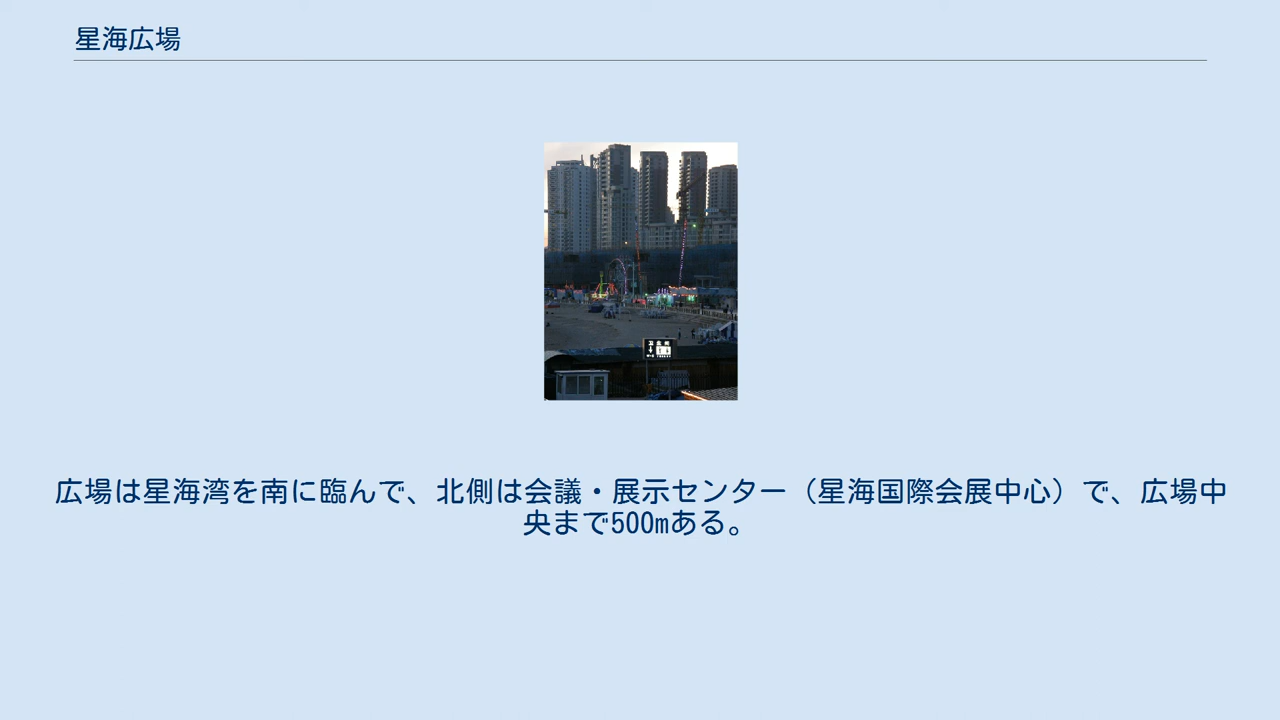 星海広場
広場は星海湾を南に臨んで、北側は会議・展示センター（星海国際会展中心）で、広場中
央まで500mある。